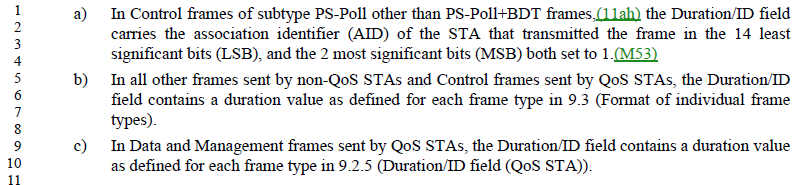 1 a) In Control frames of subtype PS-Poll other than PS-Poll+BDT frames,(11ah) the Duration/ID field
2 carries the association identifier (AID) of the STA that transmitted the frame in the 14 least
3 significant bits (LSB), and the 2 most significant bits (MSB) both set to 1.(M53)
4
5 b) In all other frames sent by non-QoS STAs and Control frames sent by QoS STAs, the Duration/ID
6 field contains a duration value as defined for each frame type in 9.3 (Format of individual frame
7 types).
8
9 c) In Data and Management frames sent by QoS STAs, the Duration/ID field contains a duration value
10 as defined for each frame type in 9.2.5 (Duration/ID field (QoS STA)).
11